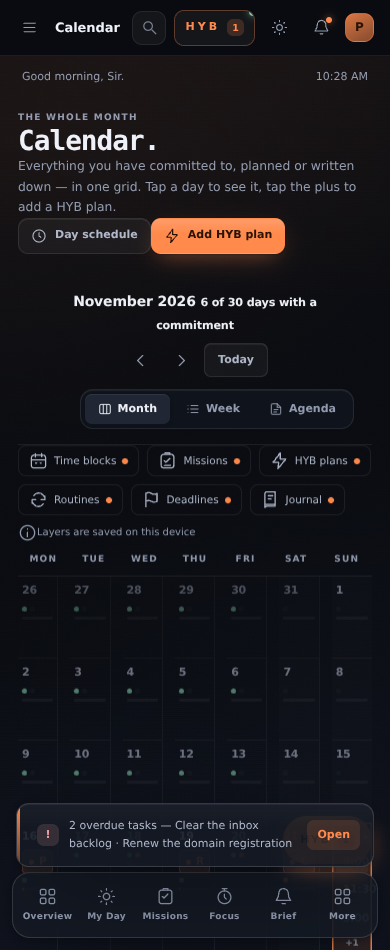 Calendar
HYB 1
P
Good morning, Sir.
10:28 AM
THE WHOLE MONTH
Calendar.
Everything you have committed to, planned or written
down — in one grid. Tap a day to see it, tap the plus to
add a HYB plan.
Day schedule
Add HYB plan
November 2026 6 of 30 days with a
commitment
Today
Month
Week
Agenda
Time blocks
Missions
HYB plans
Routines
Deadlines
Journal
Layers are saved on this device
MON TUE WED THU FRI SAT SUN
26 27 28 29 30 31 1
2 3 4 5 6 7 8
9 10 11 12 13 14 15
! 2 overdue tasks — Clear the inbox
backlog · Renew the domain registration
Open
Overview My Day Missions Focus Brief More
+1